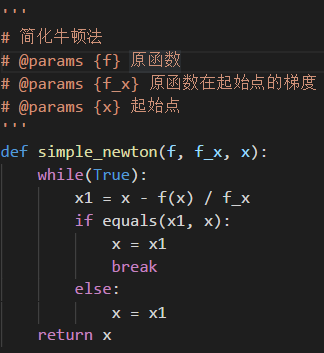 '''
# 简化牛顿法
# @params {f} 原函数
# @params {f_x} 原函数在起始点的梯度
# @params {x} 起始点
'''
def simple_newton(f, f_x, x):
    while(True):
        x1 = x - f(x) / f_x
        if equals(x1, x):
            x = x1
            break
        else:
            x = x1
    return x